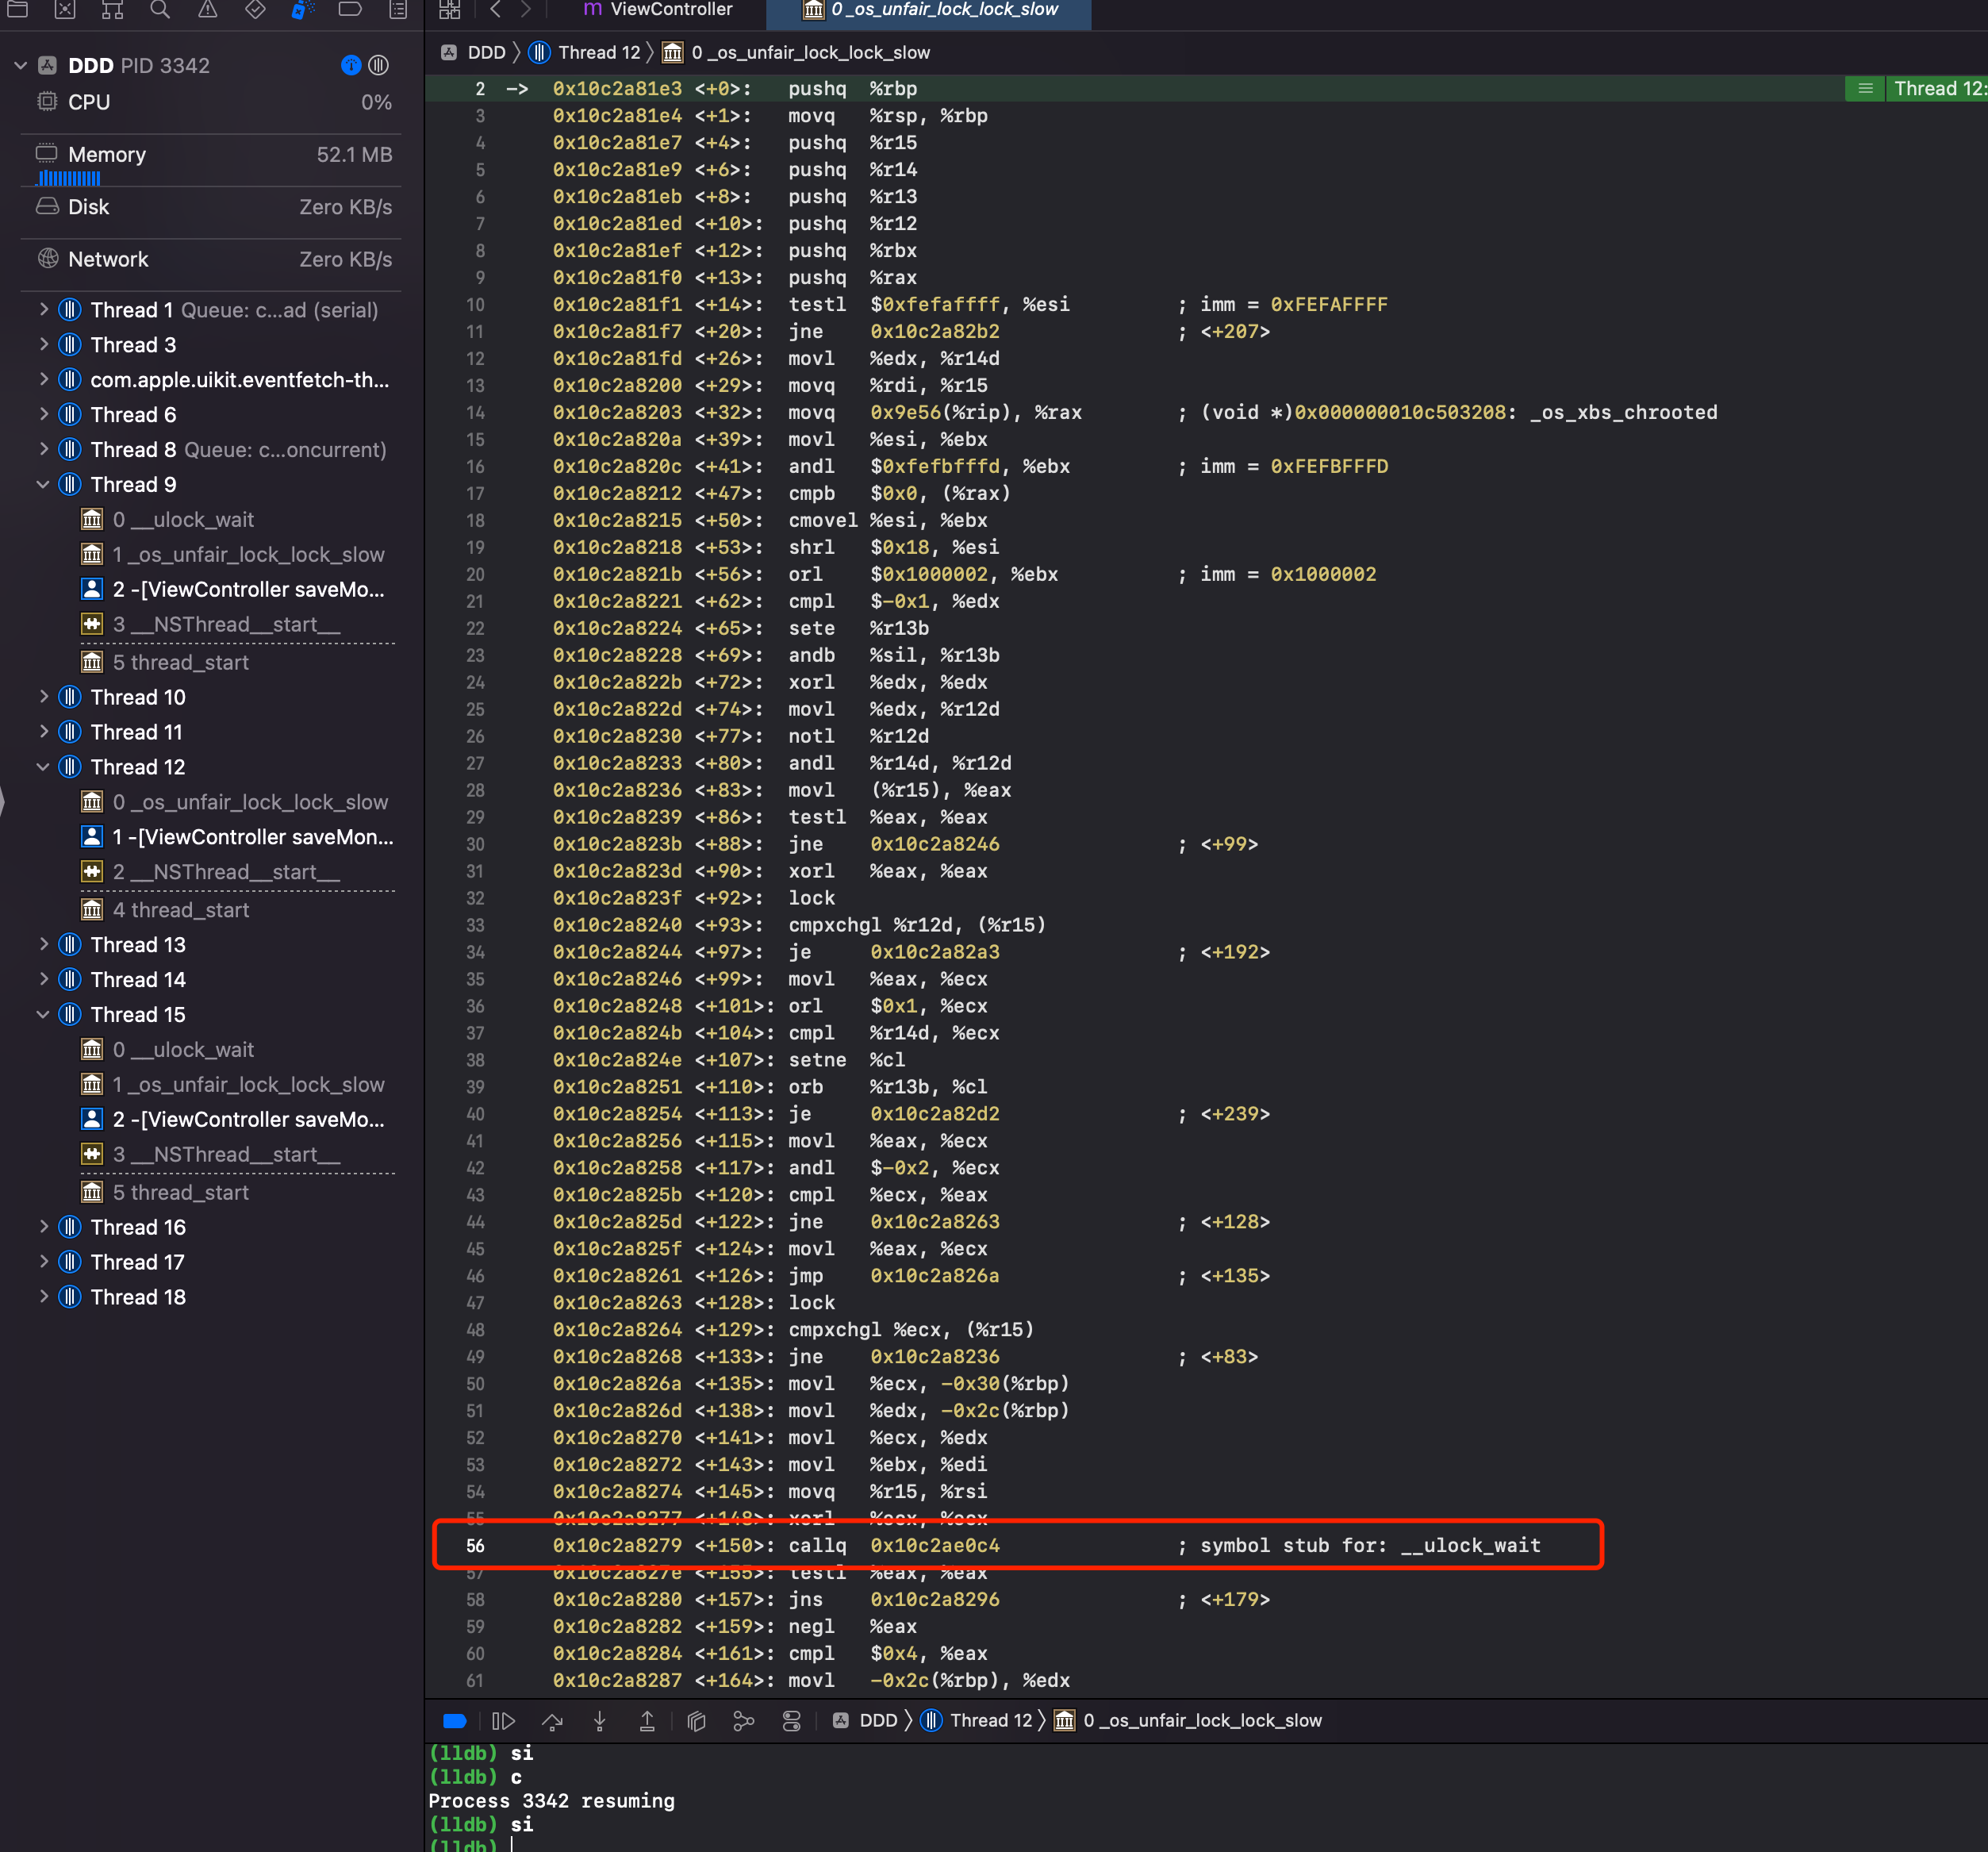 ViewController
0 _os_unfair_lock_lock_slow
DDD PID 3342
CPU 0%
Memory 52.1 MB
Disk Zero KB/s
Network Zero KB/s
Thread 1 Queue: c...ad (serial)
Thread 3
com.apple.uikit.eventfetch-th...
Thread 6
Thread 8 Queue: c...oncurrent)
Thread 9
0 __ulock_wait
1 _os_unfair_lock_lock_slow
2 -[ViewController saveMo...
3 __NSThread__start__
5 thread_start
Thread 10
Thread 11
Thread 12
0 _os_unfair_lock_lock_slow
1 -[ViewController saveMon...
2 __NSThread__start__
4 thread_start
Thread 13
Thread 14
Thread 15
0 __ulock_wait
1 _os_unfair_lock_lock_slow
2 -[ViewController saveMo...
3 __NSThread__start__
5 thread_start
Thread 16
Thread 17
Thread 18
DDD 〉 Thread 12 〉 0 _os_unfair_lock_lock_slow
2 -> 0x10c2a81e3 <+0>: pushq %rbp
Thread 12:
3 0x10c2a81e4 <+1>: movq %rsp, %rbp
4 0x10c2a81e7 <+4>: pushq %r15
5 0x10c2a81e9 <+6>: pushq %r14
6 0x10c2a81eb <+8>: pushq %r13
7 0x10c2a81ed <+10>: pushq %r12
8 0x10c2a81ef <+12>: pushq %rbx
9 0x10c2a81f0 <+13>: pushq %rax
10 0x10c2a81f1 <+14>: testl $0xfefaffff, %esi ; imm = 0xFEFAFFFF
11 0x10c2a81f7 <+20>: jne 0x10c2a82b2 ; <+207>
12 0x10c2a81fd <+26>: movl %edx, %r14d
13 0x10c2a8200 <+29>: movq %rdi, %r15
14 0x10c2a8203 <+32>: movq 0x9e56(%rip), %rax ; (void *)0x000000010c503208: _os_xbs_chrooted
15 0x10c2a820a <+39>: movl %esi, %ebx
16 0x10c2a820c <+41>: andl $0xfefbfffd, %ebx ; imm = 0xFEFBFFFD
17 0x10c2a8212 <+47>: cmpb $0x0, (%rax)
18 0x10c2a8215 <+50>: cmovel %esi, %ebx
19 0x10c2a8218 <+53>: shrl $0x18, %esi
20 0x10c2a821b <+56>: orl $0x1000002, %ebx ; imm = 0x1000002
21 0x10c2a8221 <+62>: cmpl $-0x1, %edx
22 0x10c2a8224 <+65>: sete %r13b
23 0x10c2a8228 <+69>: andb %sil, %r13b
24 0x10c2a822b <+72>: xorl %edx, %edx
25 0x10c2a822d <+74>: movl %edx, %r12d
26 0x10c2a8230 <+77>: notl %r12d
27 0x10c2a8233 <+80>: andl %r14d, %r12d
28 0x10c2a8236 <+83>: movl (%r15), %eax
29 0x10c2a8239 <+86>: testl %eax, %eax
30 0x10c2a823b <+88>: jne 0x10c2a8246 ; <+99>
31 0x10c2a823d <+90>: xorl %eax, %eax
32 0x10c2a823f <+92>: lock
33 0x10c2a8240 <+93>: cmpxchgl %r12d, (%r15)
34 0x10c2a8244 <+97>: je 0x10c2a82a3 ; <+192>
35 0x10c2a8246 <+99>: movl %eax, %ecx
36 0x10c2a8248 <+101>: orl $0x1, %ecx
37 0x10c2a824b <+104>: cmpl %r14d, %ecx
38 0x10c2a824e <+107>: setne %cl
39 0x10c2a8251 <+110>: orb %r13b, %cl
40 0x10c2a8254 <+113>: je 0x10c2a82d2 ; <+239>
41 0x10c2a8256 <+115>: movl %eax, %ecx
42 0x10c2a8258 <+117>: andl $-0x2, %ecx
43 0x10c2a825b <+120>: cmpl %ecx, %eax
44 0x10c2a825d <+122>: jne 0x10c2a8263 ; <+128>
45 0x10c2a825f <+124>: movl %eax, %ecx
46 0x10c2a8261 <+126>: jmp 0x10c2a826a ; <+135>
47 0x10c2a8263 <+128>: lock
48 0x10c2a8264 <+129>: cmpxchgl %ecx, (%r15)
49 0x10c2a8268 <+133>: jne 0x10c2a8236 ; <+83>
50 0x10c2a826a <+135>: movl %ecx, -0x30(%rbp)
51 0x10c2a826d <+138>: movl %edx, -0x2c(%rbp)
52 0x10c2a8270 <+141>: movl %ecx, %edx
53 0x10c2a8272 <+143>: movl %ebx, %edi
54 0x10c2a8274 <+145>: movq %r15, %rsi
55 0x10c2a8277 <+148>: xorl %ecx, %ecx
56 0x10c2a8279 <+150>: callq 0x10c2ae0c4 ; symbol stub for: __ulock_wait
57 0x10c2a827e <+155>: testl %eax, %eax
58 0x10c2a8280 <+157>: jns 0x10c2a8296 ; <+179>
59 0x10c2a8282 <+159>: negl %eax
60 0x10c2a8284 <+161>: cmpl $0x4, %eax
61 0x10c2a8287 <+164>: movl -0x2c(%rbp), %edx
DDD 〉 Thread 12 〉 0 _os_unfair_lock_lock_slow
(lldb) si
(lldb) c
Process 3342 resuming
(lldb) si
(lldb)